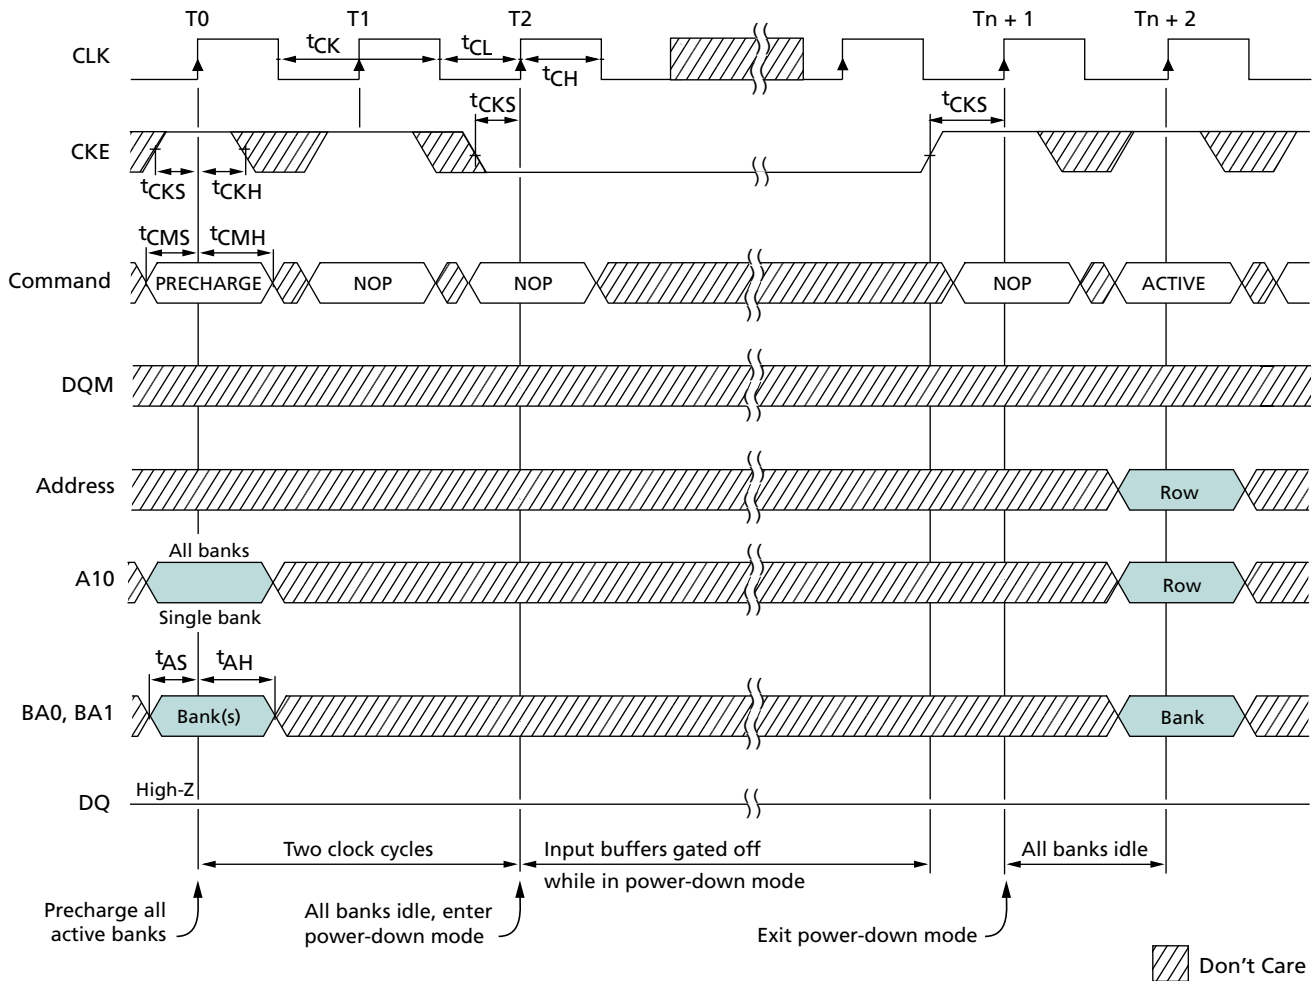 T0 T1 T2 Tn + 1 Tn + 2
CLK
tCK tCL
tCH
tCKS tCKS
CKE
tCKS tCKH
tCMS tCMH
Command PRECHARGE NOP NOP NOP ACTIVE
DQM
Address Row
All banks
A10 Row
Single bank
tAS tAH
BA0, BA1 Bank(s) Bank
High-Z
DQ
Two clock cycles
Input buffers gated off
while in power-down mode
All banks idle
Precharge all
active banks
All banks idle, enter
power-down mode
Exit power-down mode
Don't Care